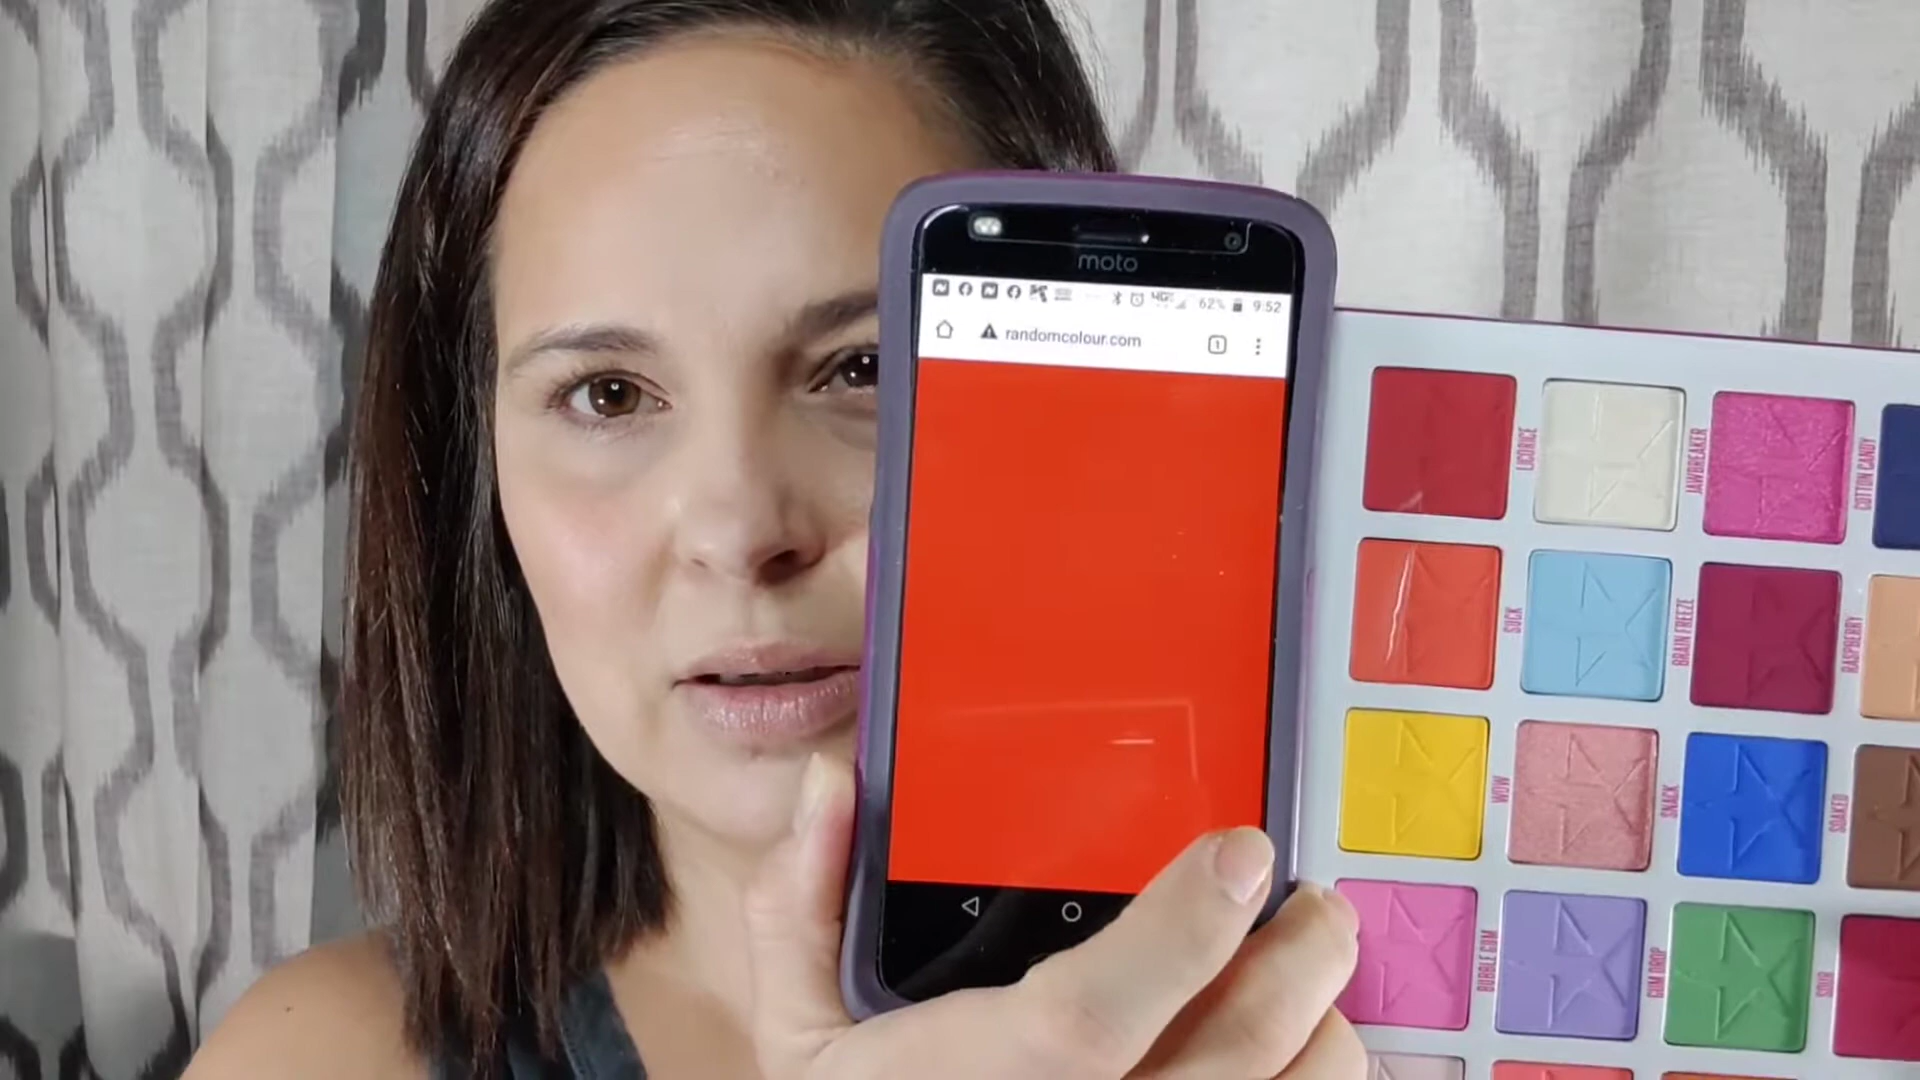 moto
62% 9:52
randomcolour.com
1
LICORICE
JAWBREAKER
COTTON CANDY
SUCK
BRAIN FREEZE
RASPBERRY
WOW
SNACK
SOAKED
BUBBLE GUM
GUM DROP
SOUR